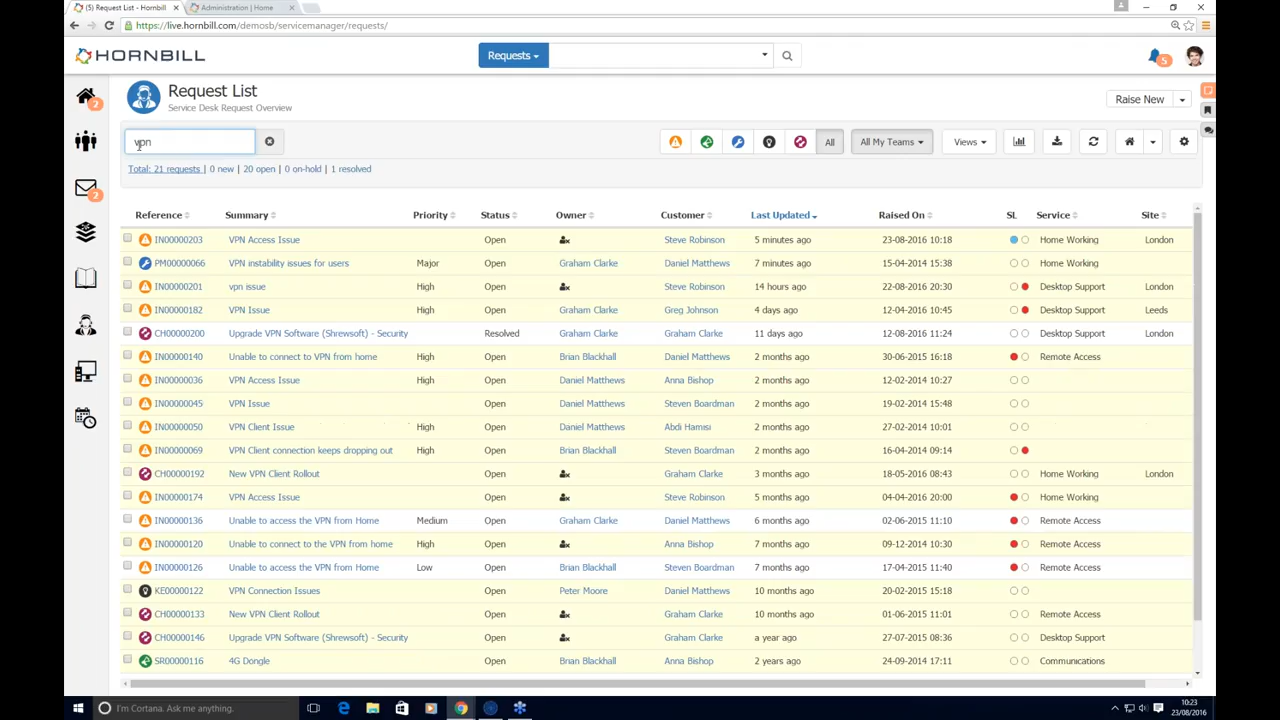 (5) Request List - Hornbill
Administration | Home
https://live.hornbill.com/demosb/servicemanager/requests/
HORNBILL
Requests
5
Request List
Service Desk Request Overview
Raise New
2
vpn
All
All My Teams
Views
Total: 21 requests | 0 new | 20 open | 0 on-hold | 1 resolved
2
Reference Summary Priority Status Owner Customer Last Updated Raised On SL Service Site
IN00000203 VPN Access Issue Open Steve Robinson 5 minutes ago 23-08-2016 10:18 Home Working London
PM00000066 VPN instability issues for users Major Open Graham Clarke Daniel Matthews 7 minutes ago 15-04-2014 15:38 Home Working
IN00000201 vpn issue High Open Steve Robinson 14 hours ago 22-08-2016 20:30 Desktop Support London
IN00000182 VPN Issue High Open Graham Clarke Greg Johnson 4 days ago 12-04-2016 10:45 Desktop Support Leeds
CH00000200 Upgrade VPN Software (Shrewsoft) - Security Resolved Graham Clarke Graham Clarke 11 days ago 12-08-2016 11:24 Desktop Support London
IN00000140 Unable to connect to VPN from home High Open Brian Blackhall Daniel Matthews 2 months ago 30-06-2015 16:18 Remote Access
IN00000036 VPN Access Issue High Open Daniel Matthews Anna Bishop 2 months ago 12-02-2014 10:27
IN00000045 VPN Issue Open Daniel Matthews Steven Boardman 2 months ago 19-02-2014 15:48
IN00000050 VPN Client Issue High Open Daniel Matthews Abdi Hamisi 2 months ago 27-02-2014 10:01
IN00000069 VPN Client connection keeps dropping out High Open Brian Blackhall Steven Boardman 2 months ago 16-04-2014 09:14
CH00000192 New VPN Client Rollout Open Graham Clarke 3 months ago 18-05-2016 08:43 Home Working London
IN00000174 VPN Access Issue Open Steve Robinson 5 months ago 04-04-2016 20:00 Home Working
IN00000136 Unable to access the VPN from Home Medium Open Graham Clarke Daniel Matthews 6 months ago 02-06-2015 11:10 Remote Access
IN00000120 Unable to connect to the VPN from home High Open Anna Bishop 7 months ago 09-12-2014 10:30 Remote Access
IN00000126 Unable to access the VPN from Home Low Open Brian Blackhall Steven Boardman 7 months ago 17-04-2015 11:40 Remote Access
KE00000122 VPN Connection Issues Open Peter Moore Daniel Matthews 10 months ago 20-02-2015 15:18
CH00000133 New VPN Client Rollout Open Graham Clarke 10 months ago 01-06-2015 11:01 Remote Access
CH00000146 Upgrade VPN Software (Shrewsoft) - Security Open Graham Clarke a year ago 27-07-2015 08:36 Desktop Support
SR00000116 4G Dongle Open Brian Blackhall Anna Bishop 2 years ago 24-09-2014 17:11 Communications
I'm Cortana. Ask me anything.
10:23
23/08/2016